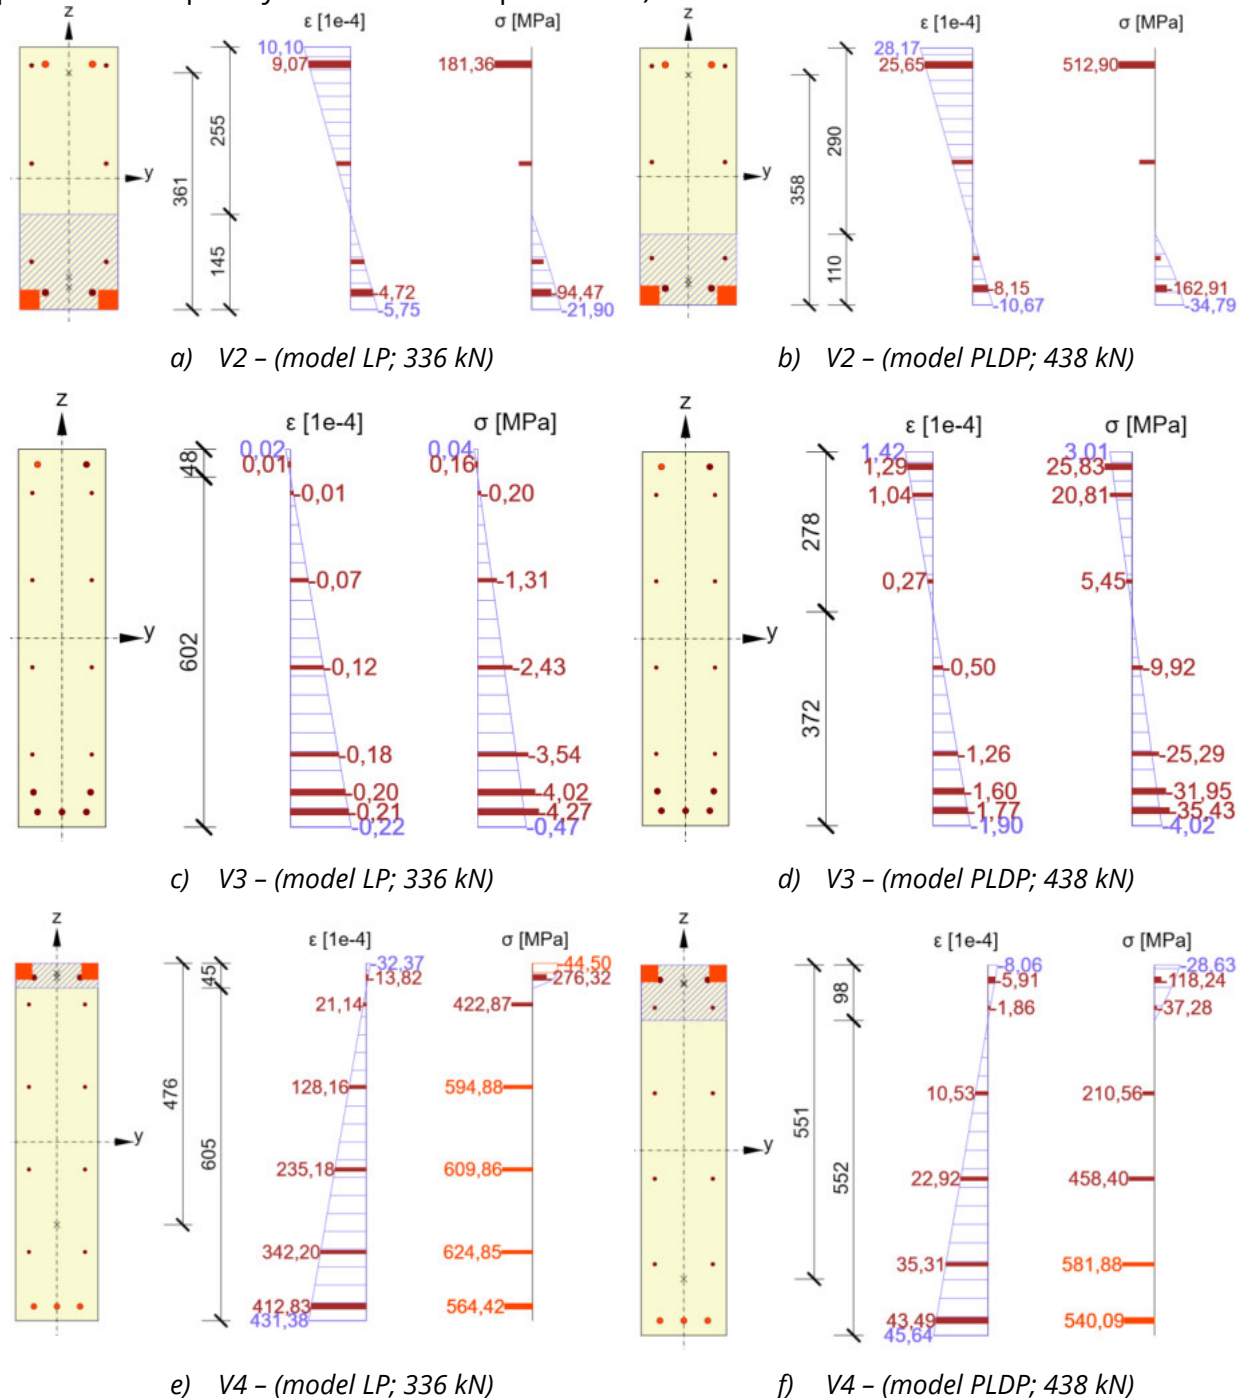 z ε [1e-4] σ [MPa] z ε [1e-4] σ [MPa]
10,10 28,17
9,07 181,36 25,65 512,90
255 290
y y
361 358
145 110
-4,72 -94,47 -8,15 -162,91
-5,75 -21,90 -10,67 -34,79
a) V2 – (model LP; 336 kN) b) V2 – (model PLDP; 438 kN)
z ε [1e-4] σ [MPa] z ε [1e-4] σ [MPa]
48 0,02 0,04 1,42 3,01
0,01 0,16 1,29 25,83
-0,01 -0,20 1,04 20,81
278
-0,07 -1,31 0,27 5,45
y y
602
-0,12 -2,43 -0,50 -9,92
372
-0,18 -3,54 -1,26 -25,29
-0,20 -4,02 -1,60 -31,95
-0,21 -4,27 -1,77 -35,43
-0,22 -0,47 -1,90 -4,02
c) V3 – (model LP; 336 kN) d) V3 – (model PLDP; 438 kN)
z ε [1e-4] σ [MPa] z ε [1e-4] σ [MPa]
45 -32,37 -44,50 -8,06 -28,63
-13,82 -276,32 98 -5,91 -118,24
21,14 422,87 -1,86 -37,28
128,16 594,88 10,53 210,56
476 551
y y
605 552
235,18 609,86 22,92 458,40
342,20 624,85 35,31 581,88
412,83 564,42 43,49 540,09
431,38 45,64
e) V4 – (model LP; 336 kN) f) V4 – (model PLDP; 438 kN)